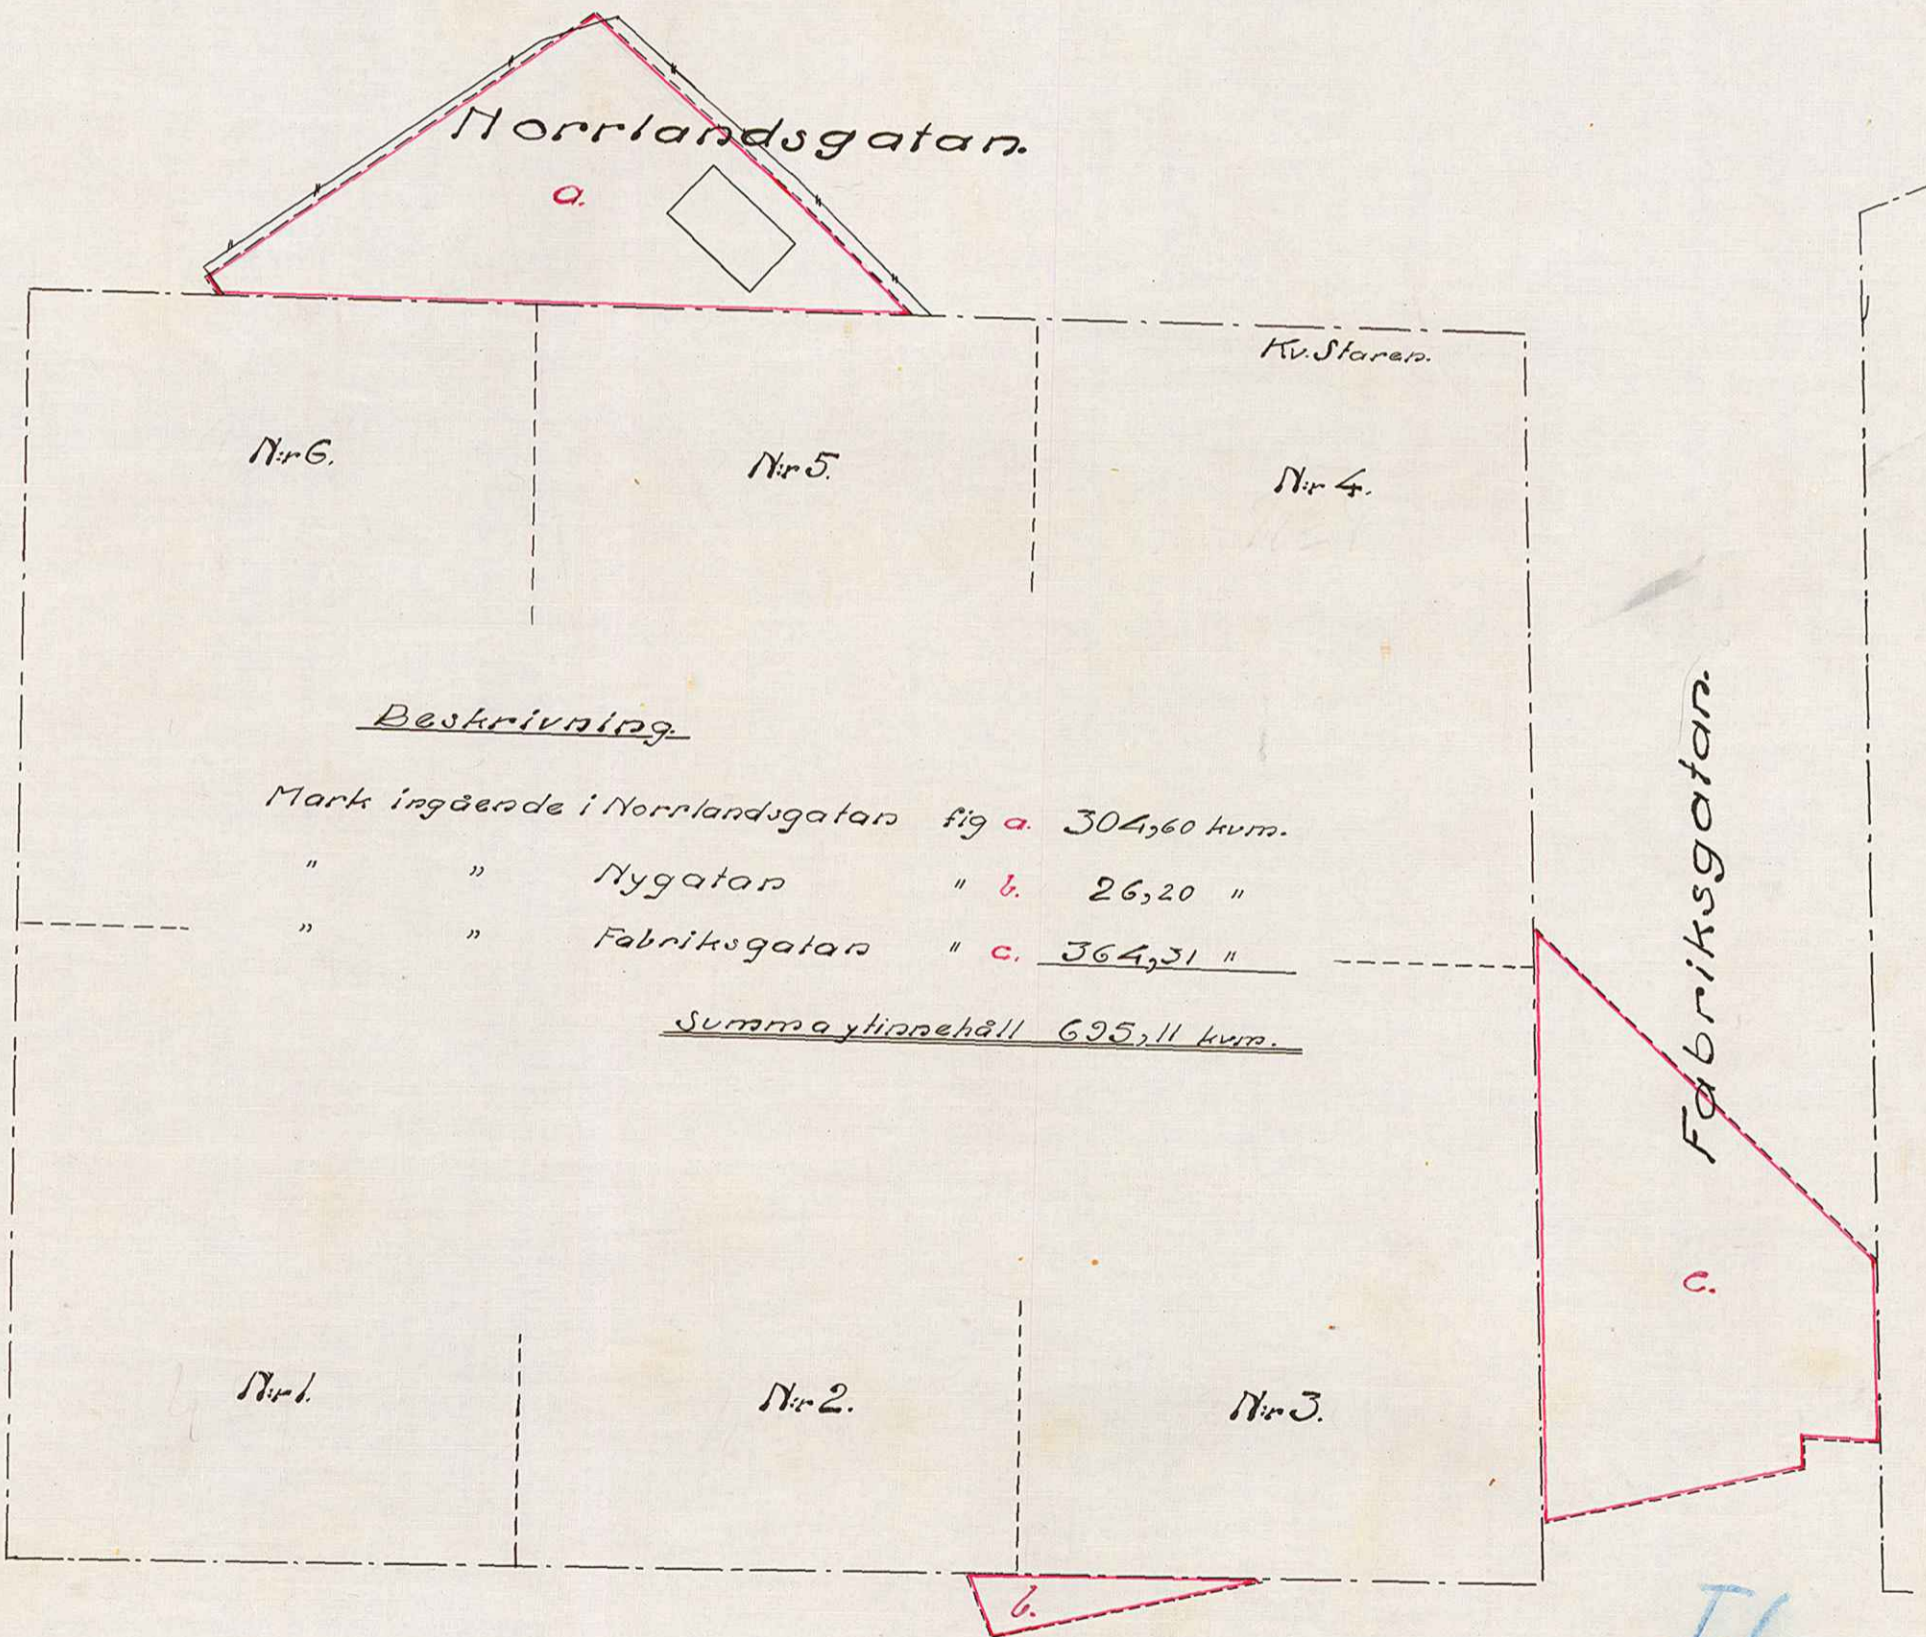 Norrlandsgatan.
a.
Kv. Staren.
N:r 6.
N:r 5.
N:r 4.
Beskrivning.
Mark ingående i Norrlandsgatan fig a. 304,60 kvm.
" " Nygatan " b. 26,20 "
" " Fabriksgatan " c. 364,31 "
Summa ytinnehåll 695,11 kvm.
Fabriksgatan.
c.
N:r 1.
N:r 2.
N:r 3.
b.